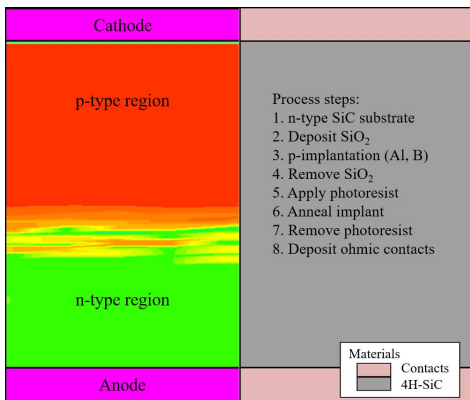 Cathode
p-type region
n-type region
Anode
Process steps:
1. n-type SiC substrate
2. Deposit SiO₂
3. p-implantation (Al, B)
4. Remove SiO₂
5. Apply photoresist
6. Anneal implant
7. Remove photoresist
8. Deposit ohmic contacts
Materials
Contacts
4H-SiC